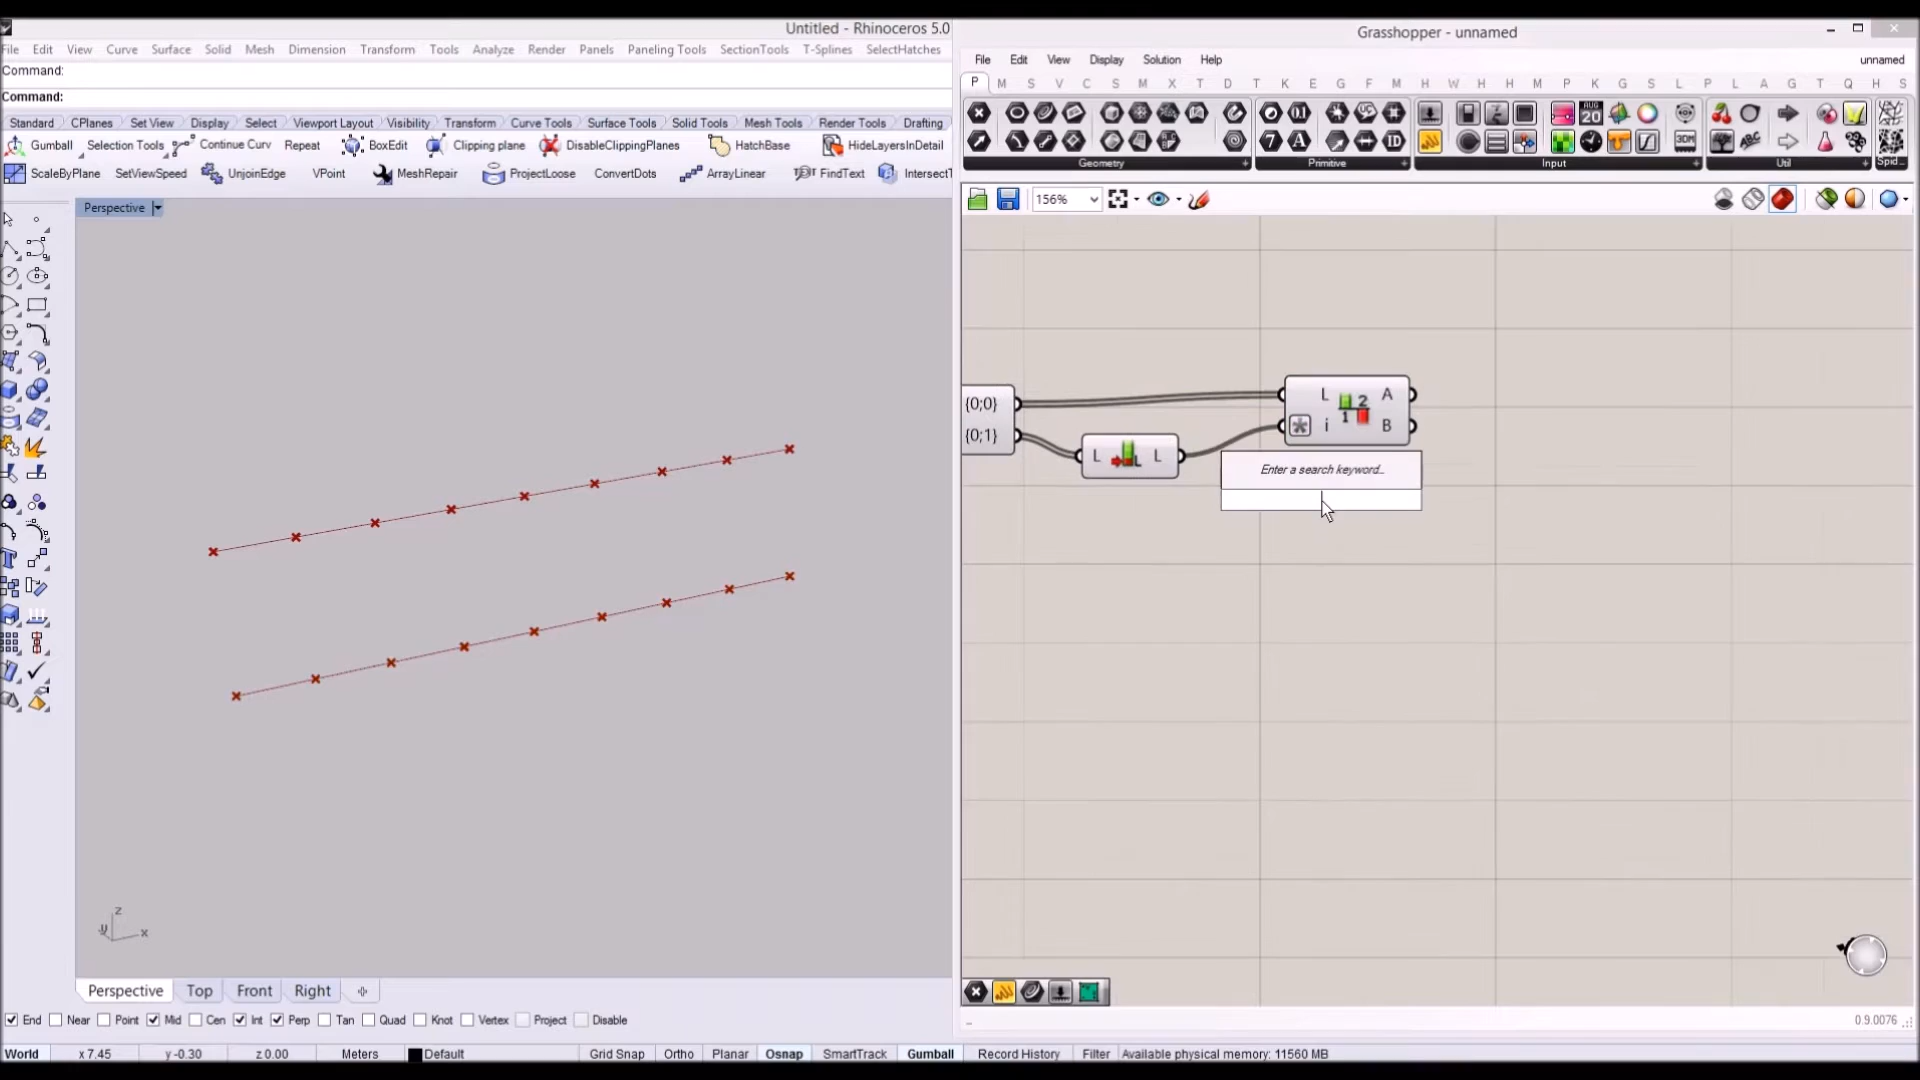 Untitled - Rhinoceros 5.0
File Edit View Curve Surface Solid Mesh Dimension Transform Tools Analyze Render Panels Paneling Tools SectionTools T-Splines SelectHatches
Command:
Command:
Standard CPlanes Set View Display Select Viewport Layout Visibility Transform Curve Tools Surface Tools Solid Tools Mesh Tools Render Tools Drafting
Gumball Selection Tools Continue Curv Repeat BoxEdit Clipping plane DisableClippingPlanes HatchBase HideLayersInDetail
ScaleByPlane SetViewSpeed UnjoinEdge VPoint MeshRepair ProjectLoose ConvertDots ArrayLinear FindText IntersectT
Perspective
z
y x
Perspective Top Front Right
End Near Point Mid Cen Int Perp Tan Quad Knot Vertex Project Disable
World x 7.45 y -0.30 z 0.00 Meters Default Grid Snap Ortho Planar Osnap SmartTrack Gumball Record History Filter Available physical memory: 11560 MB
Grasshopper - unnamed
File Edit View Display Solution Help unnamed
P M S V C S M X T D T K E G F M H W H H M P K G S L P L A G T Q H S
Geometry Primitive Input Util Spid...
156%
{0;0}
{0;1}
L L
L A
i B
2
1
Enter a search keyword...
0.9.0076